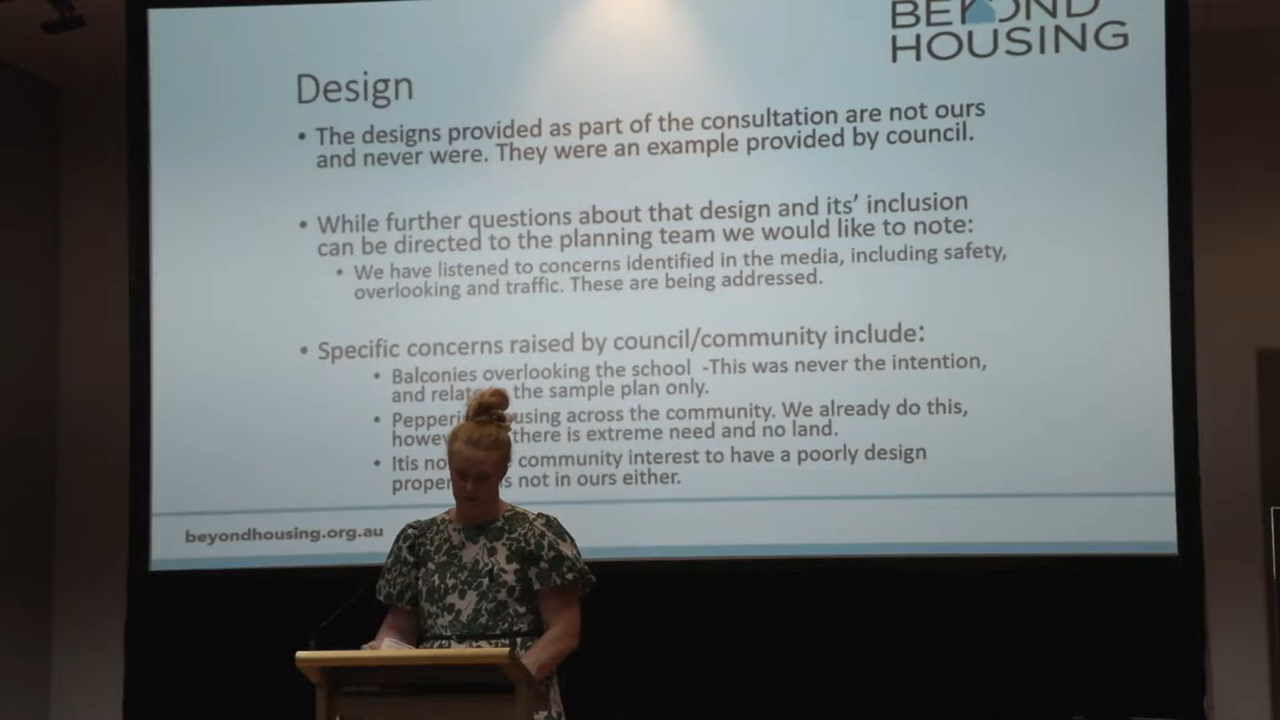 BEYOND
HOUSING
Design
• The designs provided as part of the consultation are not ours
and never were. They were an example provided by council.
• While further questions about that design and its’ inclusion
can be directed to the planning team we would like to note:
• We have listened to concerns identified in the media, including safety,
overlooking and traffic. These are being addressed.
• Specific concerns raised by council/community include:
• Balconies overlooking the school -This was never the intention,
and the sample plan only.
• across the community. We already do this,
there is extreme need and no land.
• Itis community interest to have a poorly design
not in ours either.
beyondhousing.org.au